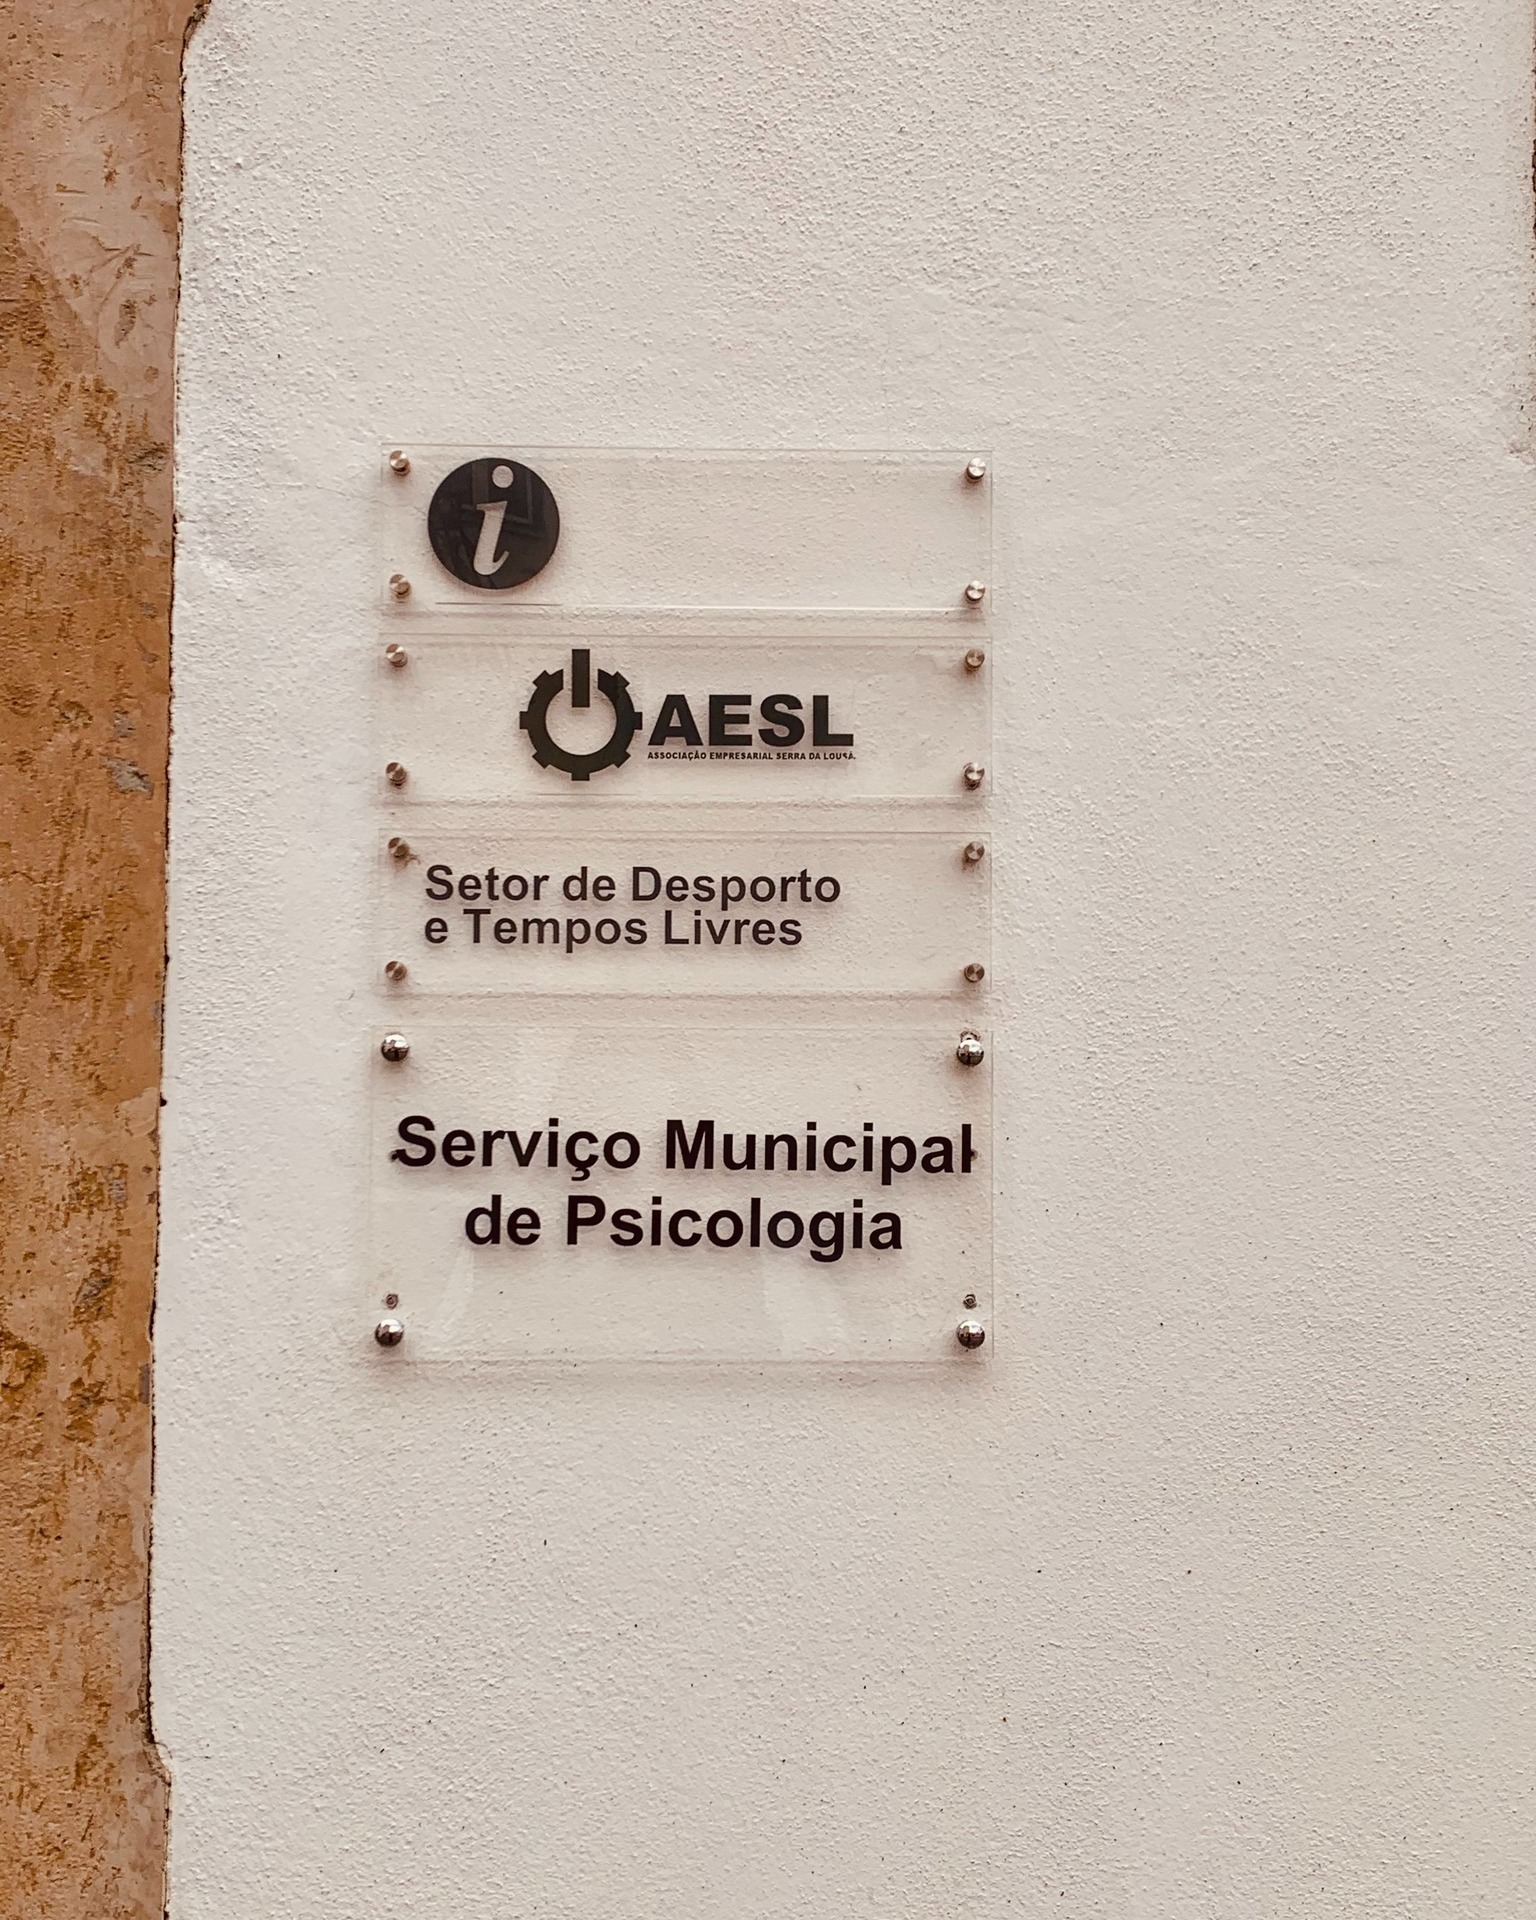 i
AESL
ASSOCIAÇÃO EMPRESARIAL SERRA DA LOUSÃ
Setor de Desporto
e Tempos Livres
Serviço Municipal
de Psicologia